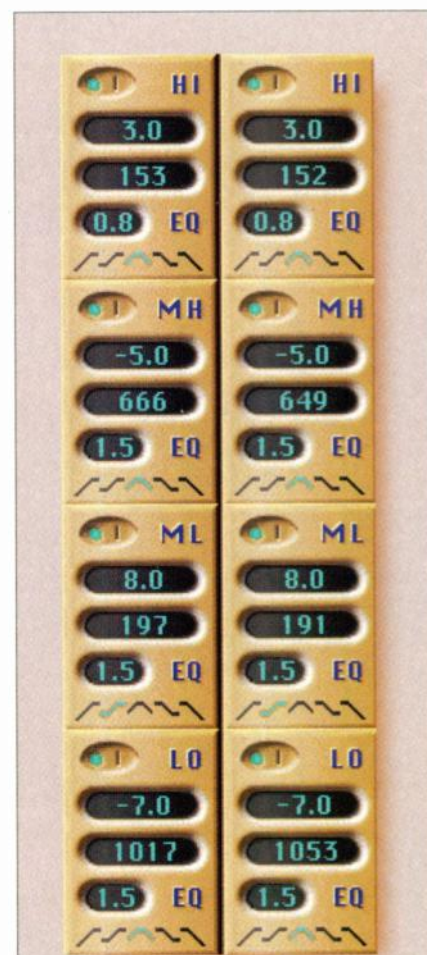 HI HI
3.0 3.0
153 152
0.8 EQ 0.8 EQ
MH MH
-5.0 -5.0
666 649
1.5 EQ 1.5 EQ
ML ML
8.0 8.0
197 191
1.5 EQ 1.5 EQ
LO LO
-7.0 -7.0
1017 1053
1.5 EQ 1.5 EQ